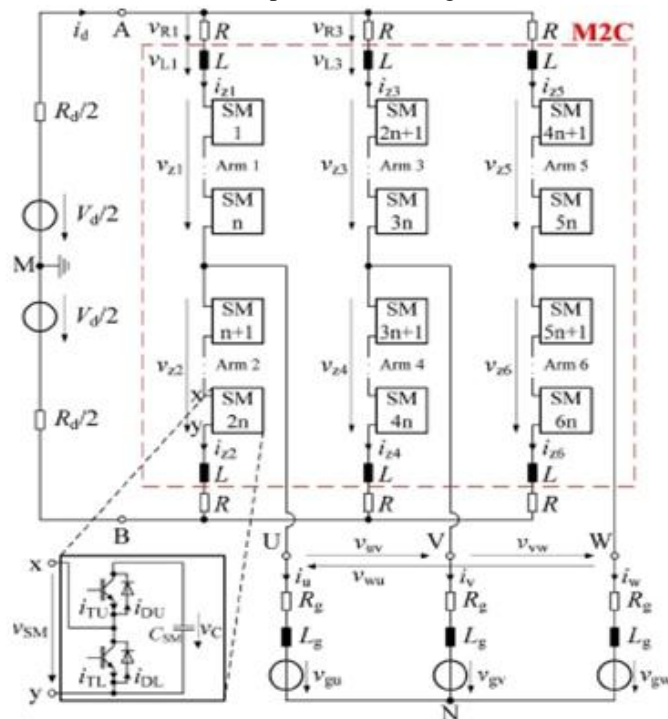 i_d A v_R1 R v_R3 R R M2C
v_L1 L v_L3 L L
i_z1 i_z3 i_z5
R_d/2 SM 1 SM 2n+1 SM 4n+1
v_z1 Arm 1 v_z3 Arm 3 v_z5 Arm 5
V_d/2 SM n SM 3n SM 5n
M
V_d/2 SM n+1 SM 3n+1 SM 5n+1
v_z2 Arm 2 v_z4 Arm 4 v_z6 Arm 6
x
R_d/2 y SM 2n SM 4n SM 6n
i_z2 i_z4 i_z6
L L L
R R R
B U V W
v_uv v_vw
x i_u v_wu i_v i_w
i_TU i_DU R_g R_g R_g
v_SM C_SM v_C
i_TL i_DL L_g L_g L_g
y v_gu v_gv v_gw
N